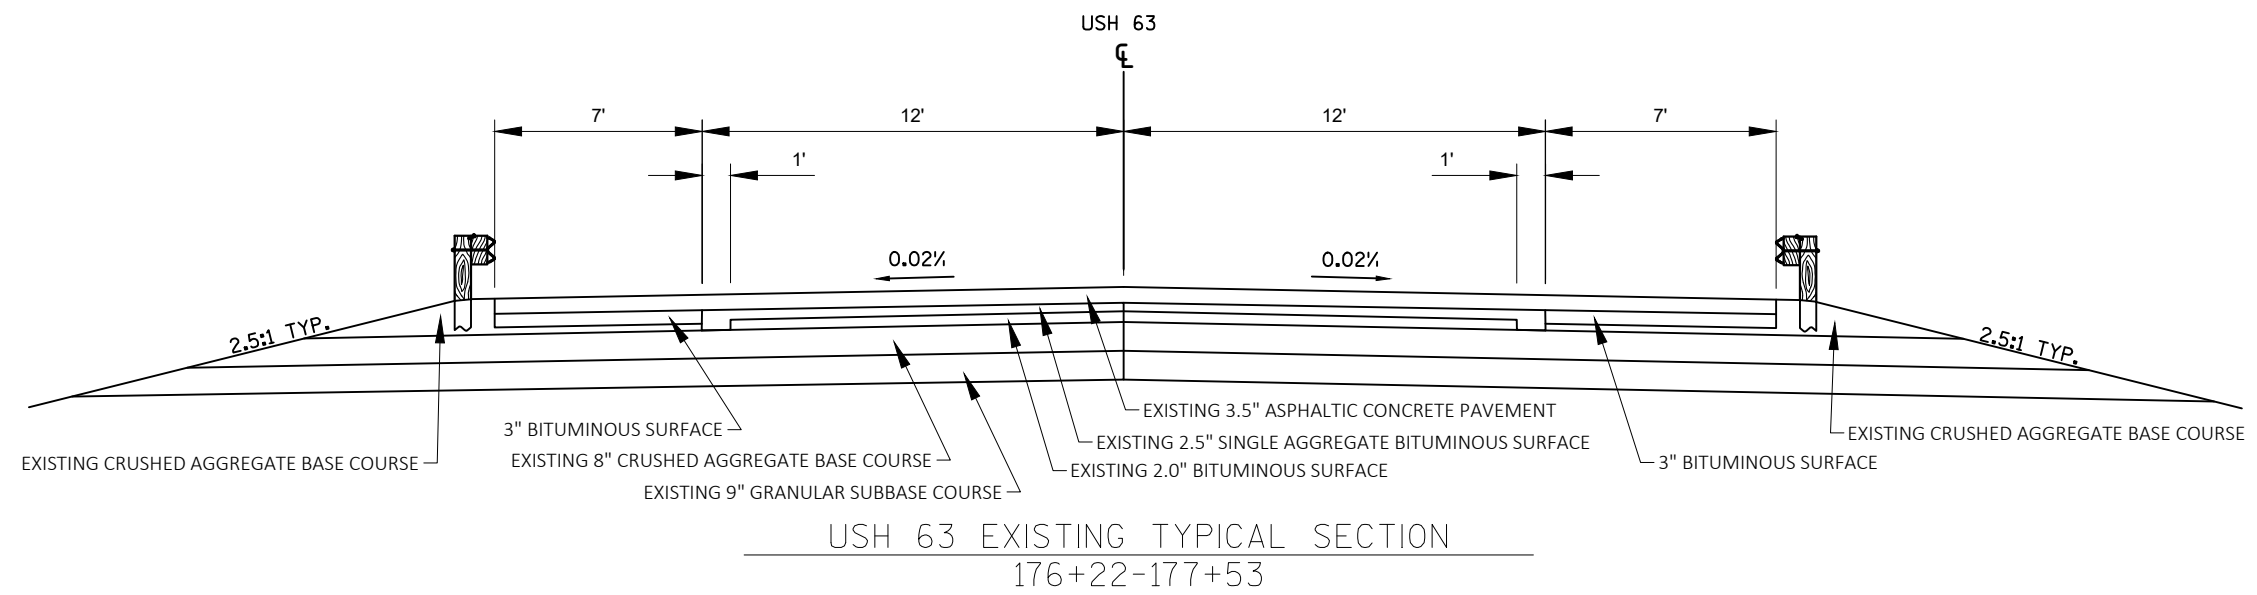 USH 63
℄
7'
12'
12'
7'
1'
1'
0.02%
0.02%
2.5:1 TYP.
2.5:1 TYP.
EXISTING 3.5" ASPHALTIC CONCRETE PAVEMENT
3" BITUMINOUS SURFACE
EXISTING CRUSHED AGGREGATE BASE COURSE
EXISTING 2.5" SINGLE AGGREGATE BITUMINOUS SURFACE
EXISTING 8" CRUSHED AGGREGATE BASE COURSE
EXISTING CRUSHED AGGREGATE BASE COURSE
3" BITUMINOUS SURFACE
EXISTING 2.0" BITUMINOUS SURFACE
EXISTING 9" GRANULAR SUBBASE COURSE
USH 63 EXISTING TYPICAL SECTION
176+22-177+53